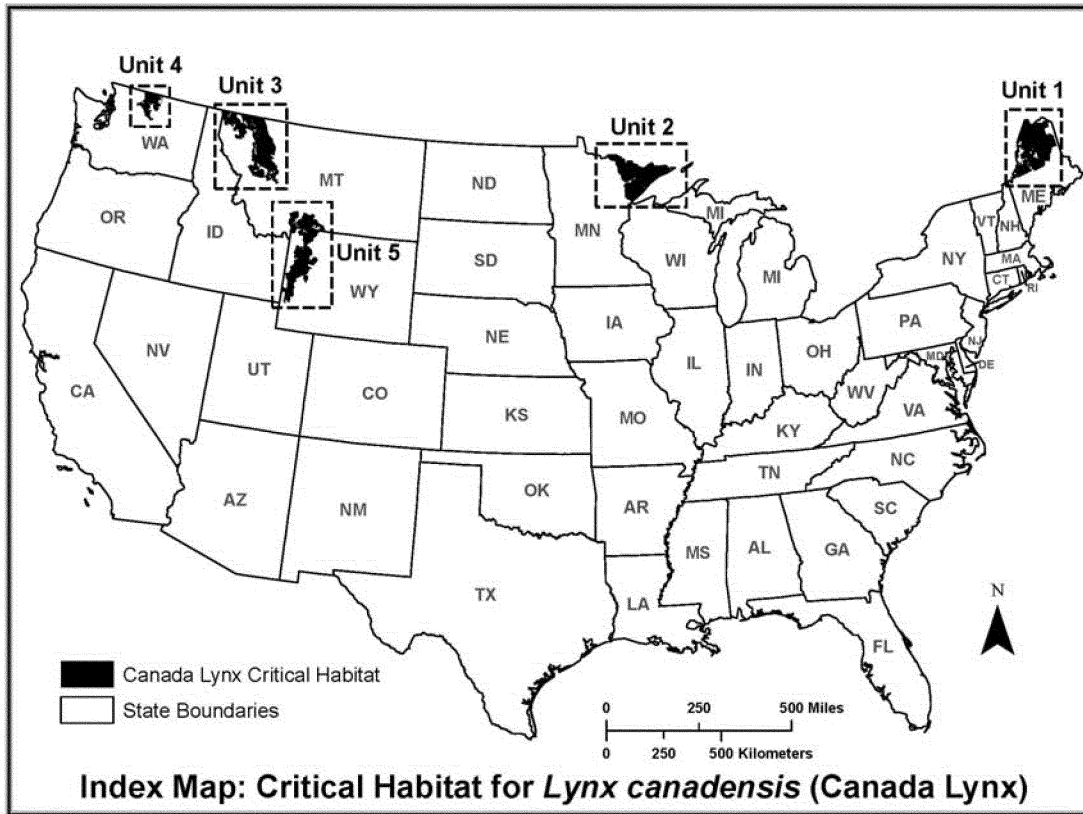 Unit 4
Unit 3
Unit 1
Unit 2
WA
MT
ND
ME
OR
ID
MN
MI
VT
NH
Unit 5
SD
WI
MI
NY
MA
WY
CT
RI
IA
PA
NE
NJ
NV
UT
IL
IN
OH
MD
DE
CA
CO
WV
KS
MO
VA
KY
NC
TN
AZ
NM
OK
AR
SC
MS
AL
GA
TX
LA
N
FL
Canada Lynx Critical Habitat
State Boundaries
0 250 500 Miles
0 250 500 Kilometers
Index Map: Critical Habitat for Lynx canadensis (Canada Lynx)